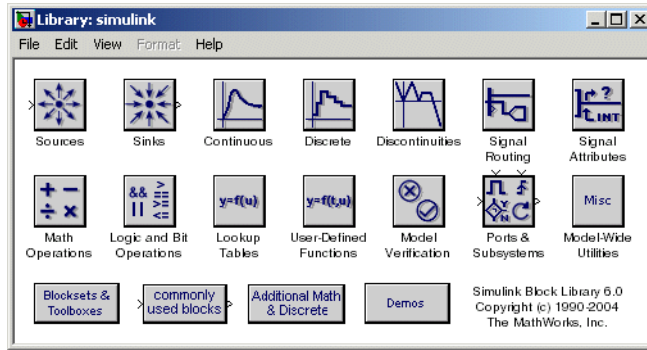 Library: simulink
File Edit View Format Help
Sources Sinks Continuous Discrete Discontinuities Signal Routing Signal Attributes
? INT
+ − ÷ ×
&& || > >= == <=
y=f(u)
y=f(t,u)
Y N
Misc
Math Operations
Logic and Bit Operations
Lookup Tables
User-Defined Functions
Model Verification
Ports & Subsystems
Model-Wide Utilities
Blocksets &
Toolboxes
commonly
used blocks
Additional Math
& Discrete
Demos
Simulink Block Library 6.0
Copyright (c) 1990-2004
The MathWorks, Inc.